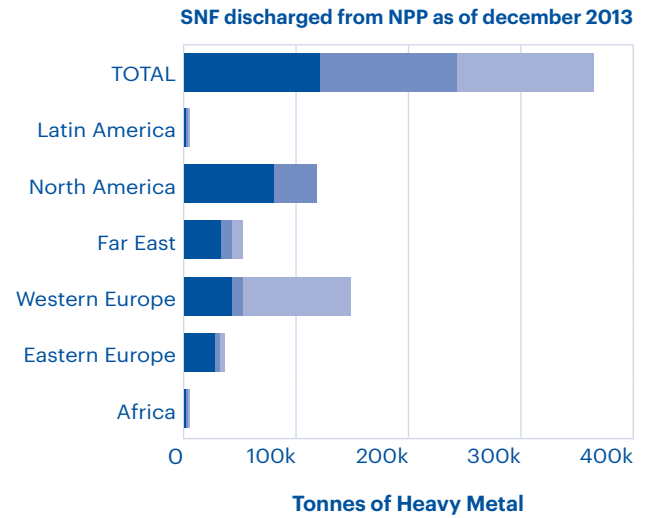 SNF discharged from NPP as of december 2013
TOTAL
Latin America
North America
Far East
Western Europe
Eastern Europe
Africa
0 100k 200k 300k 400k
Tonnes of Heavy Metal